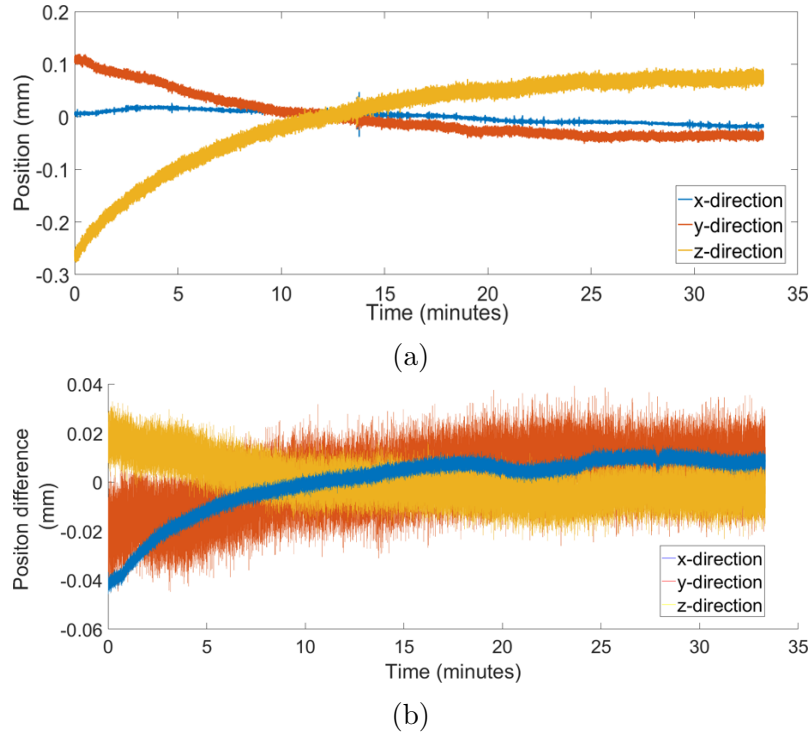 0.2
0.1
0
-0.1
-0.2
-0.3
Position (mm)
x-direction
y-direction
z-direction
0 5 10 15 20 25 30 35
Time (minutes)
(a)
0.04
0.02
0
-0.02
-0.04
-0.06
Positon difference
(mm)
x-direction
y-direction
z-direction
0 5 10 15 20 25 30 35
Time (minutes)
(b)